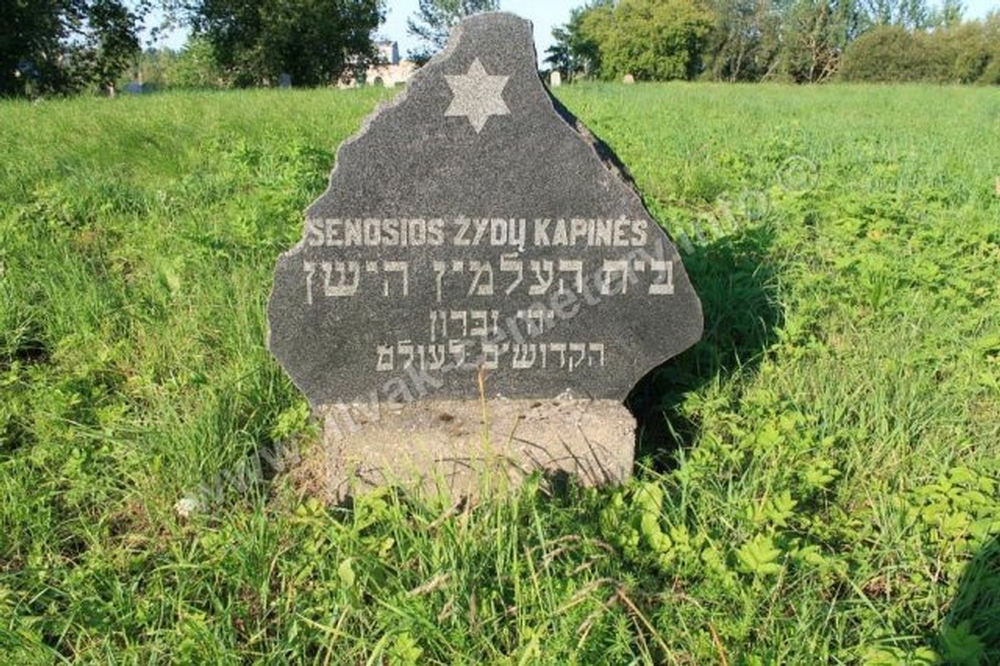 SENOSIOS ŽYDŲ KAPINĖS
בית העלמין הישן
יהי זכרון
הקדושים לעולם